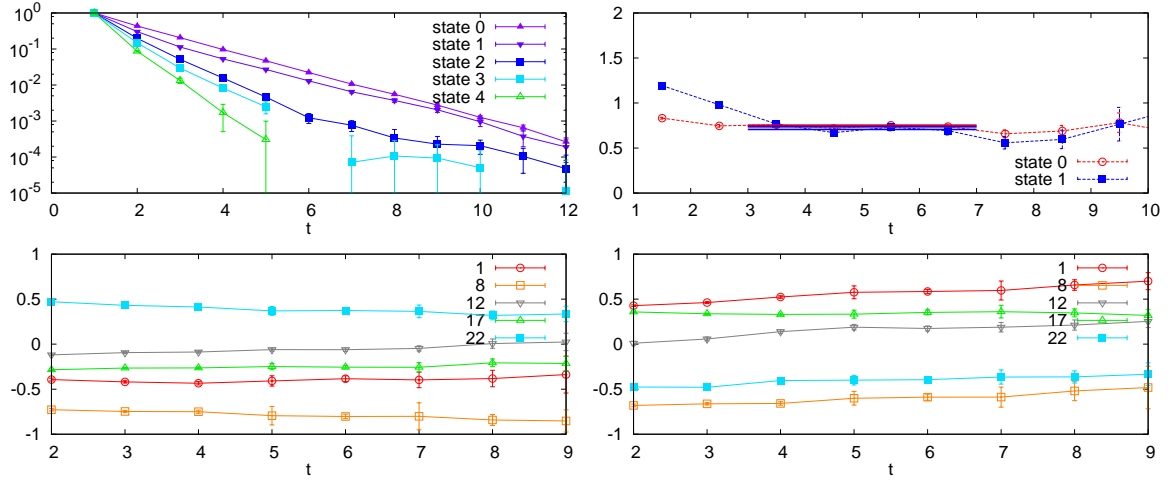 10^0
10^-1
10^-2
10^-3
10^-4
10^-5
0 2 4 6 8 10 12
t
state 0
state 1
state 2
state 3
state 4
2
1.5
1
0.5
0
1 2 3 4 5 6 7 8 9 10
t
state 0
state 1
1
0.5
0
-0.5
-1
2 3 4 5 6 7 8 9
t
1
8
12
17
22
1
0.5
0
-0.5
-1
2 3 4 5 6 7 8 9
t
1
8
12
17
22